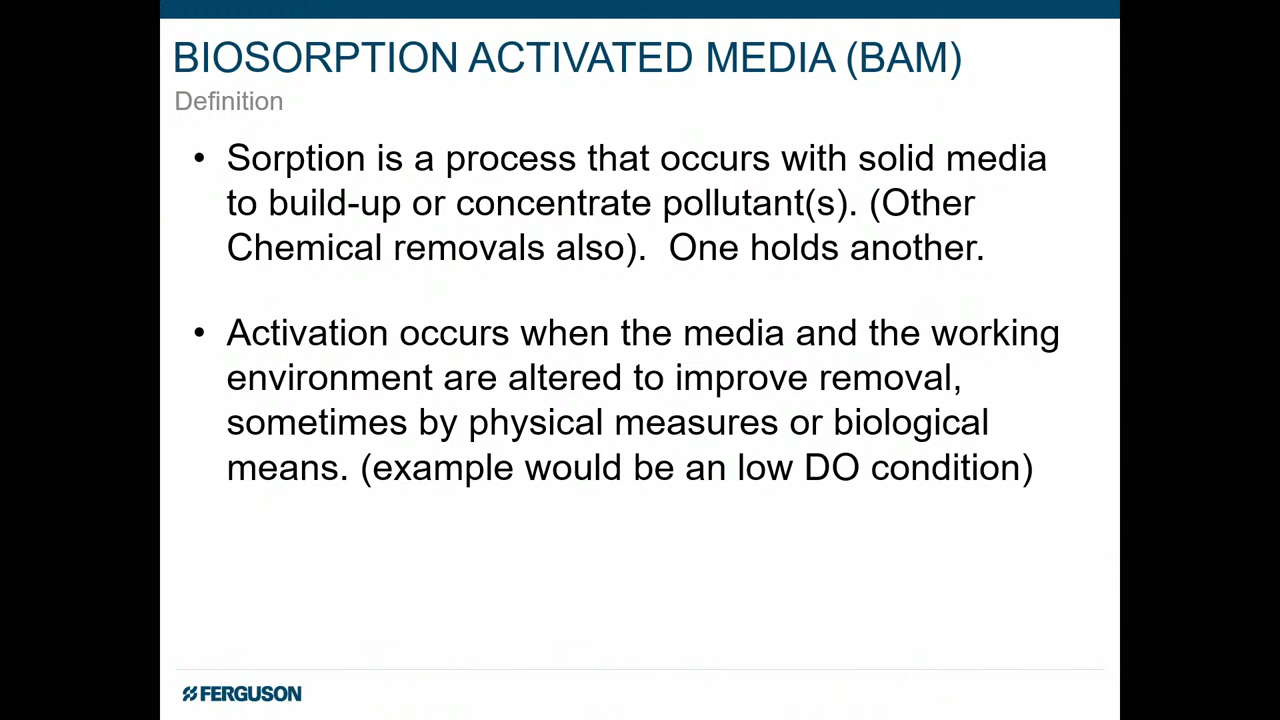 BIOSORPTION ACTIVATED MEDIA (BAM)
Definition
• Sorption is a process that occurs with solid media
to build-up or concentrate pollutant(s). (Other
Chemical removals also). One holds another.
• Activation occurs when the media and the working
environment are altered to improve removal,
sometimes by physical measures or biological
means. (example would be an low DO condition)
FERGUSON